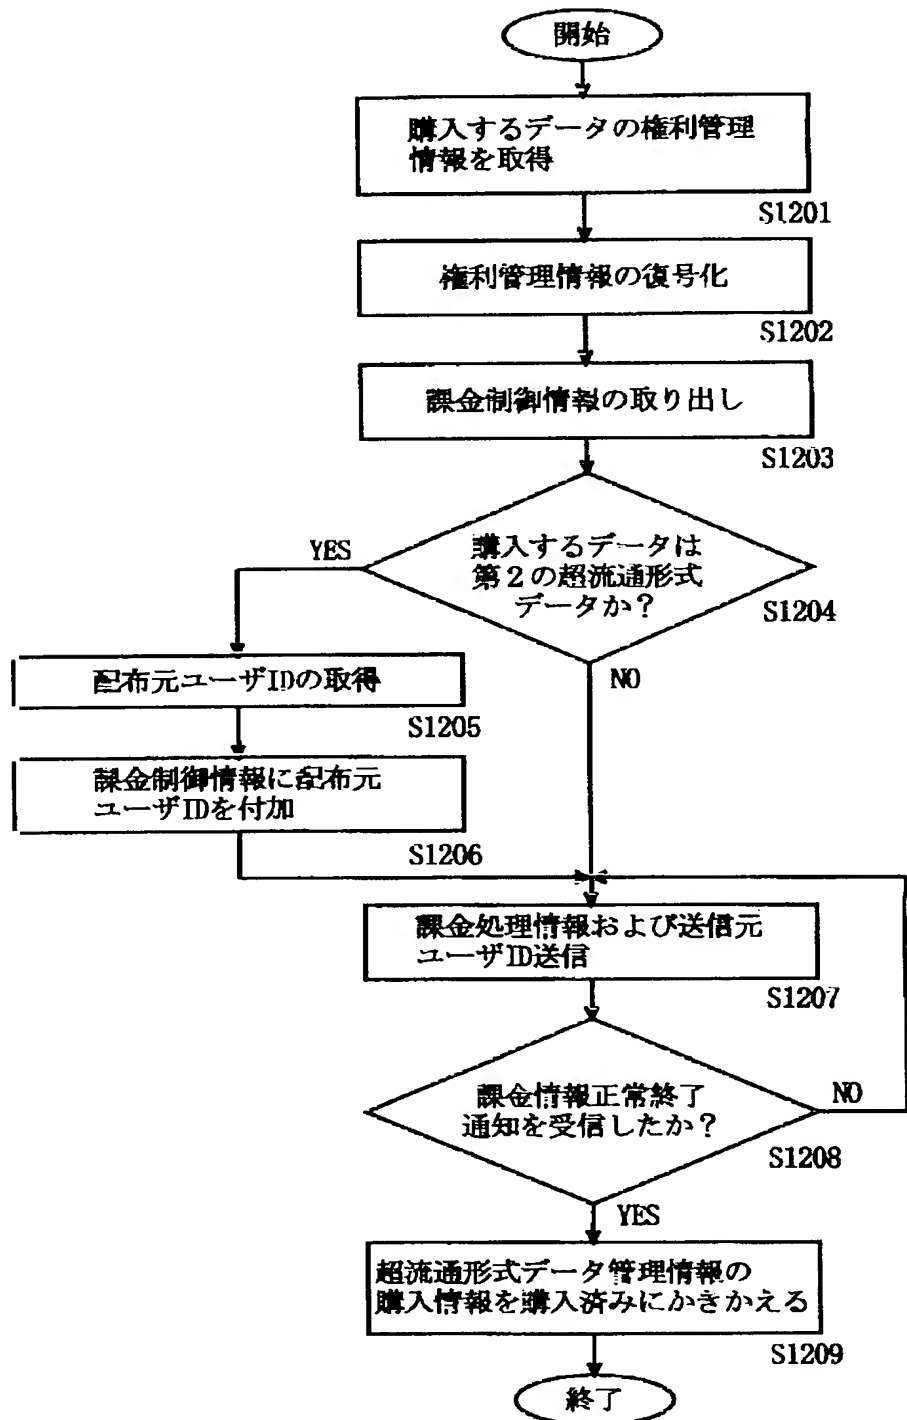 開始
購入するデータの権利管理
情報を取得
S1201
権利管理情報の復号化
S1202
課金制御情報の取り出し
S1203
購入するデータは
第2の超流通形式
データか?
S1204
YES
NO
配布元ユーザIDの取得
S1205
課金制御情報に配布元
ユーザIDを付加
S1206
課金処理情報および送信元
ユーザID送信
S1207
課金情報正常終了
通知を受信したか?
NO
S1208
YES
超流通形式データ管理情報の
購入情報を購入済みにかきかえる
S1209
終了